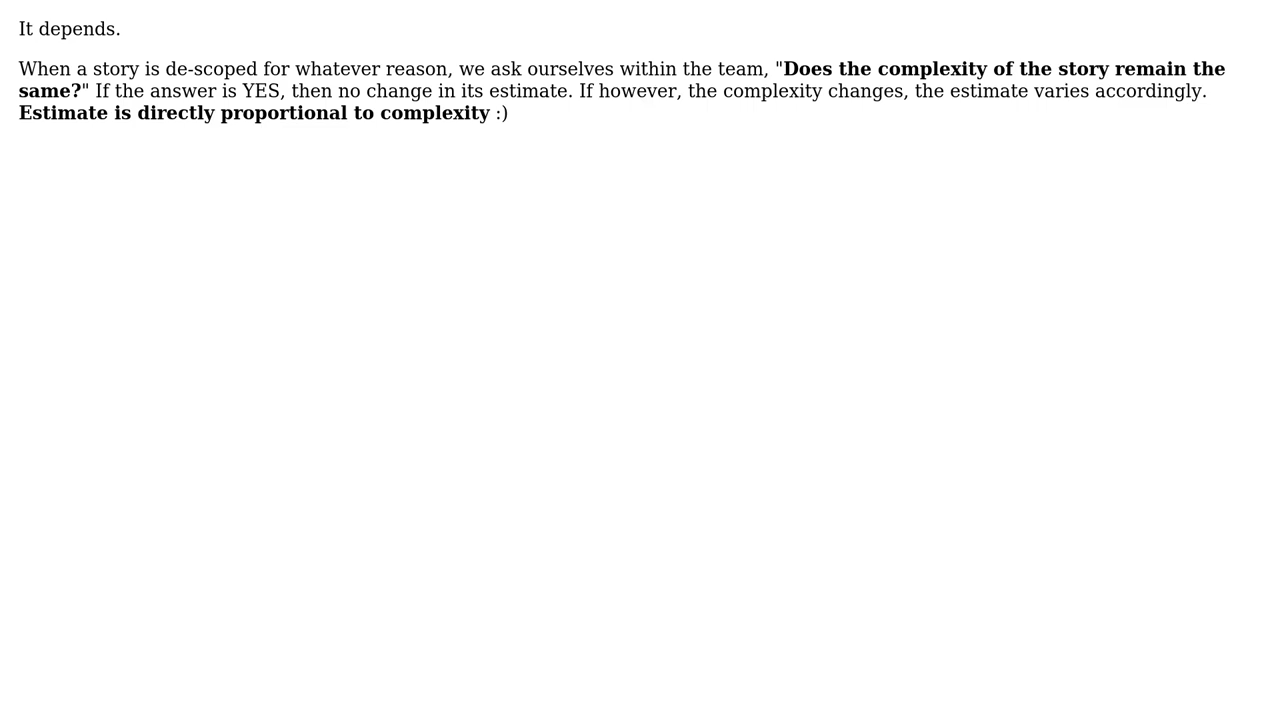 It depends.
When a story is de-scoped for whatever reason, we ask ourselves within the team, "Does the complexity of the story remain the
same?" If the answer is YES, then no change in its estimate. If however, the complexity changes, the estimate varies accordingly.
Estimate is directly proportional to complexity :)